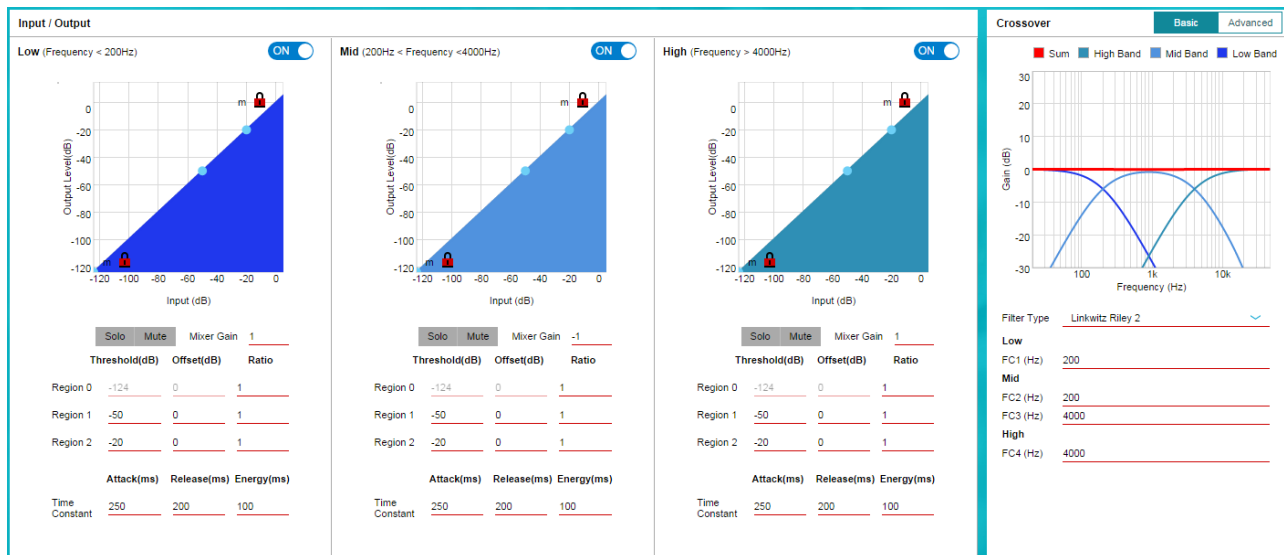 Input / Output
Low (Frequency < 200Hz) ON
0
-20
-40
-60
-80
-100
-120
Output Level(dB)
m
m
-120 -100 -80 -60 -40 -20 0
Input (dB)
Solo Mute Mixer Gain 1
Threshold(dB) Offset(dB) Ratio
Region 0 -124 0 1
Region 1 -50 0 1
Region 2 -20 0 1
Attack(ms) Release(ms) Energy(ms)
Time Constant 250 200 100
Mid (200Hz < Frequency <4000Hz) ON
0
-20
-40
-60
-80
-100
-120
Output Level(dB)
m
m
-120 -100 -80 -60 -40 -20 0
Input (dB)
Solo Mute Mixer Gain -1
Threshold(dB) Offset(dB) Ratio
Region 0 -124 0 1
Region 1 -50 0 1
Region 2 -20 0 1
Attack(ms) Release(ms) Energy(ms)
Time Constant 250 200 100
High (Frequency > 4000Hz) ON
0
-20
-40
-60
-80
-100
-120
Output Level(dB)
m
m
-120 -100 -80 -60 -40 -20 0
Input (dB)
Solo Mute Mixer Gain 1
Threshold(dB) Offset(dB) Ratio
Region 0 -124 0 1
Region 1 -50 0 1
Region 2 -20 0 1
Attack(ms) Release(ms) Energy(ms)
Time Constant 250 200 100
Crossover Basic Advanced
Sum High Band Mid Band Low Band
30
20
10
0
-10
-20
-30
Gain (dB)
100 1k 10k
Frequency (Hz)
Filter Type Linkwitz Riley 2
Low
FC1 (Hz) 200
Mid
FC2 (Hz) 200
FC3 (Hz) 4000
High
FC4 (Hz) 4000